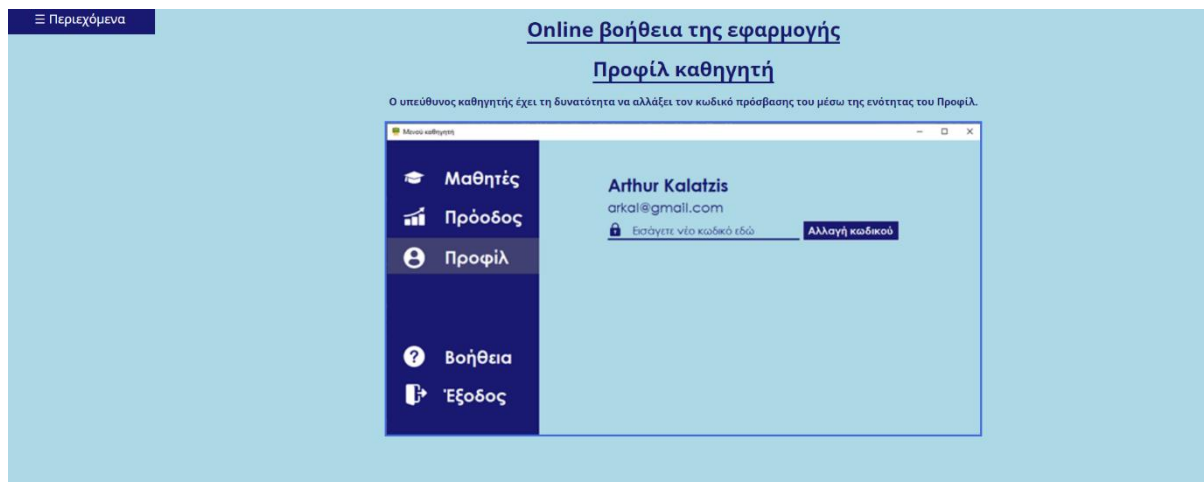 ☰ Περιεχόμενα
Online βοήθεια της εφαρμογής
Προφίλ καθηγητή
Ο υπεύθυνος καθηγητής έχει τη δυνατότητα να αλλάξει τον κωδικό πρόσβασης του μέσω της ενότητας του Προφίλ.
Μενού καθηγητή
Μαθητές
Πρόοδος
Προφίλ
Βοήθεια
Έξοδος
Arthur Kalatzis
arkal@gmail.com
Εισάγετε νέο κωδικό εδώ Αλλαγή κωδικού